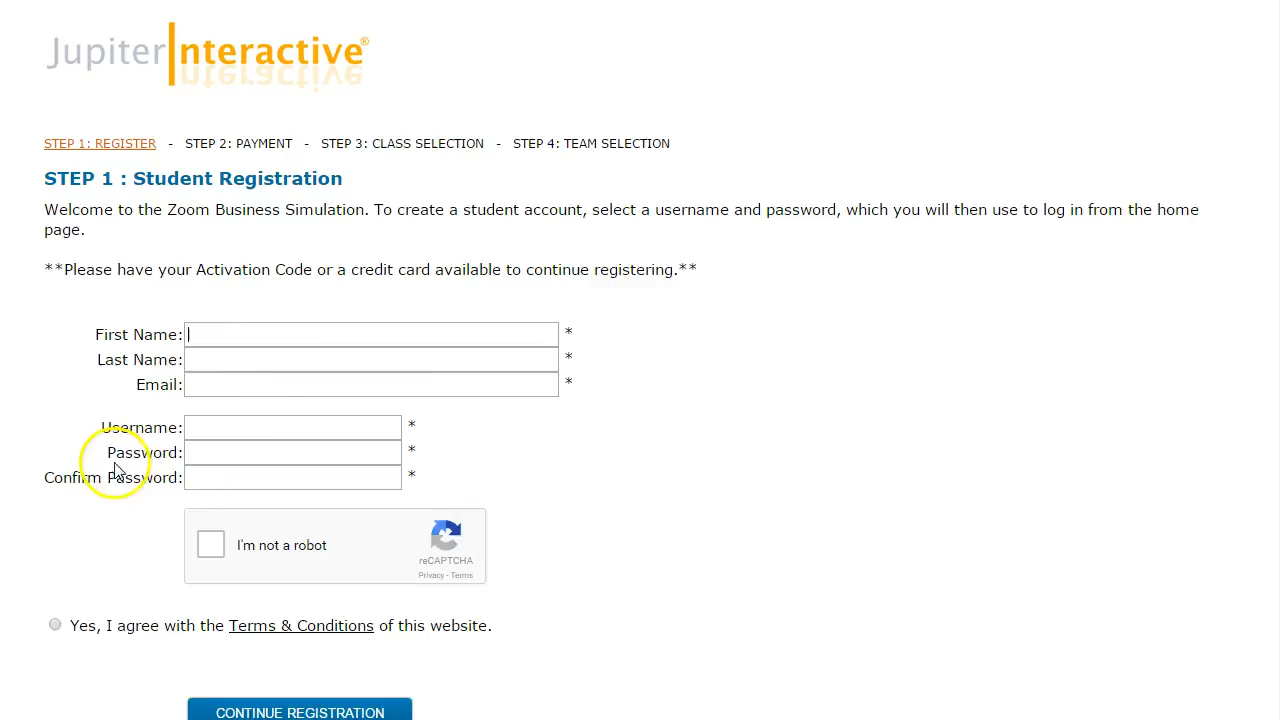 JupiterInteractive®
STEP 1: REGISTER - STEP 2: PAYMENT - STEP 3: CLASS SELECTION - STEP 4: TEAM SELECTION
STEP 1 : Student Registration
Welcome to the Zoom Business Simulation. To create a student account, select a username and password, which you will then use to log in from the home
page.
**Please have your Activation Code or a credit card available to continue registering.**
First Name: *
Last Name: *
Email: *
Username: *
Password: *
Confirm Password: *
I'm not a robot
reCAPTCHA
Privacy - Terms
Yes, I agree with the Terms & Conditions of this website.
CONTINUE REGISTRATION